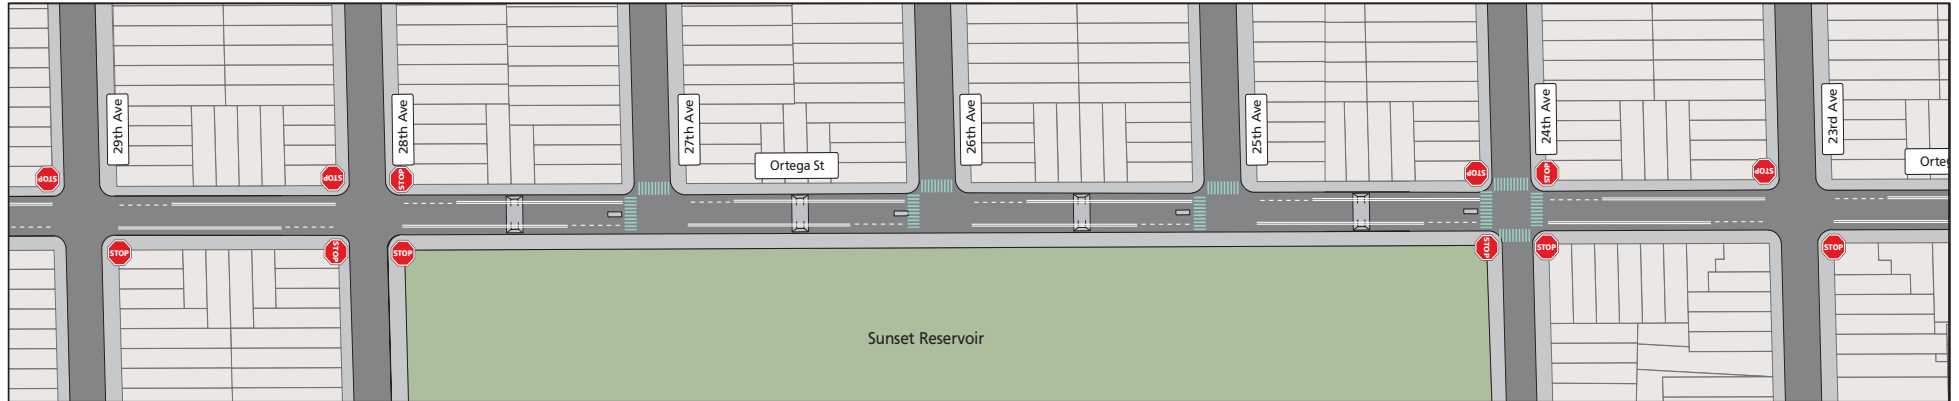 29th Ave
28th Ave
27th Ave
26th Ave
25th Ave
24th Ave
23rd Ave
Ortega St
Orteg
STOP
STOP
STOP
STOP
STOP
STOP
STOP
STOP
STOP
STOP
STOP
STOP
Sunset Reservoir